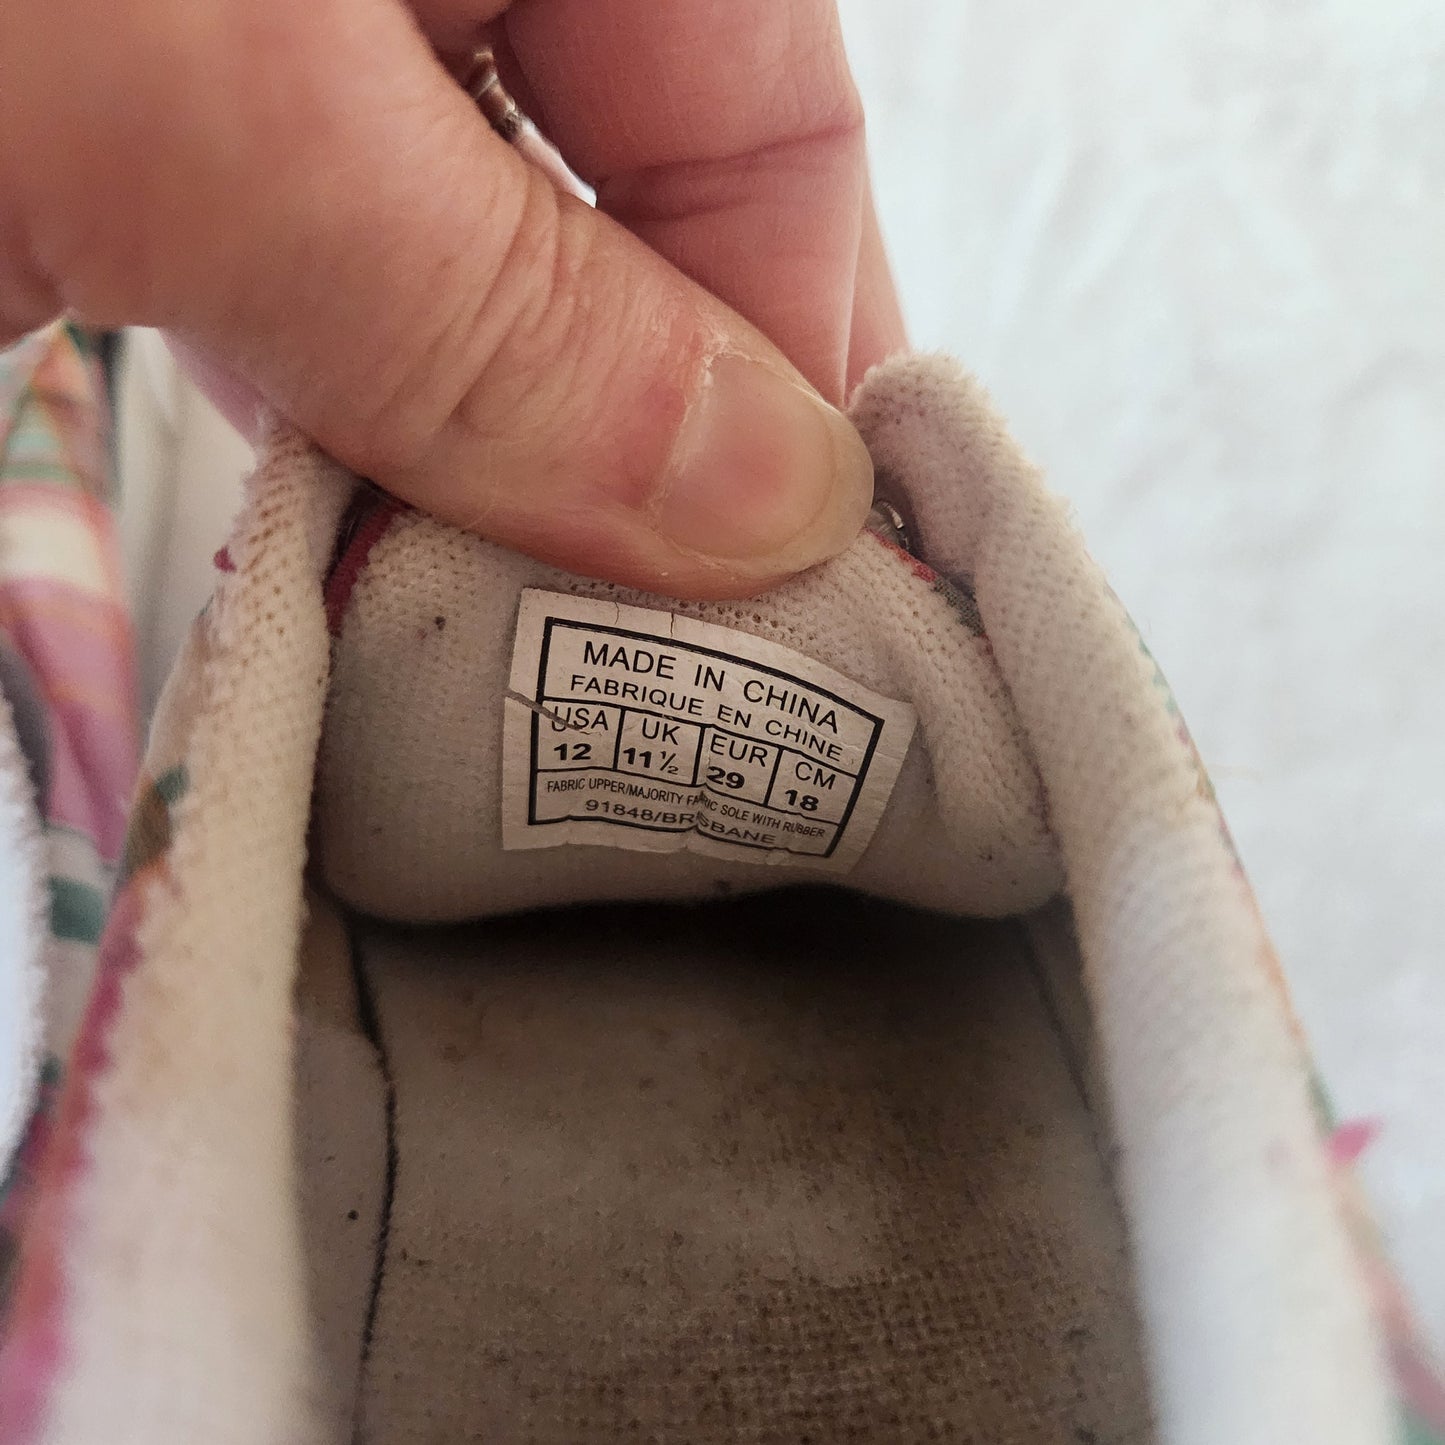 MADE IN CHINA
FABRIQUE EN CHINE
USA UK EUR CM
12 11½ 29 18
FABRIC UPPER/MAJORITY FABRIC SOLE WITH RUBBER
91848/BRISBANE